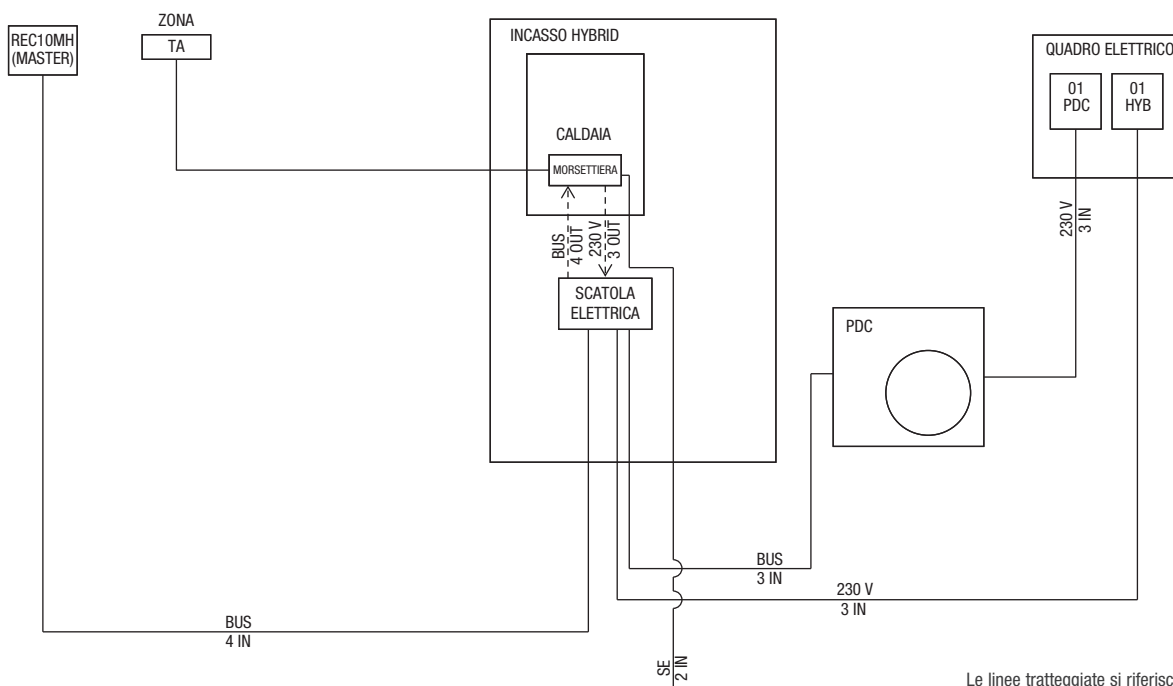 REC10MH
(MASTER)
ZONA
TA
INCASSO HYBRID
CALDAIA
MORSETTIERA
BUS
4 OUT
230 V
3 OUT
SCATOLA
ELETTRICA
QUADRO ELETTRICO
01
PDC
01
HYB
230 V
3 IN
PDC
BUS
3 IN
230 V
3 IN
BUS
4 IN
SE
2 IN
Le linee tratteggiate si riferisc